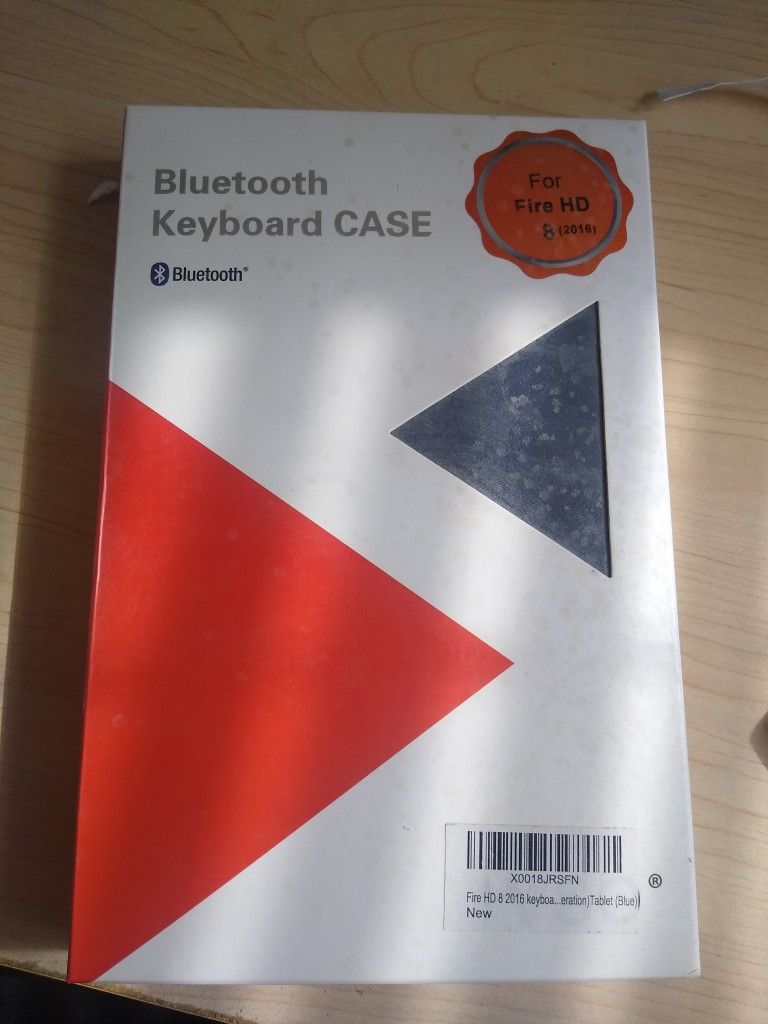 Bluetooth
Keyboard CASE
Bluetooth®
For
Fire HD
8 (2016)
X0018JRSFN
Fire HD 8 2016 keyboa...eration)Tablet (Blue)
New
®